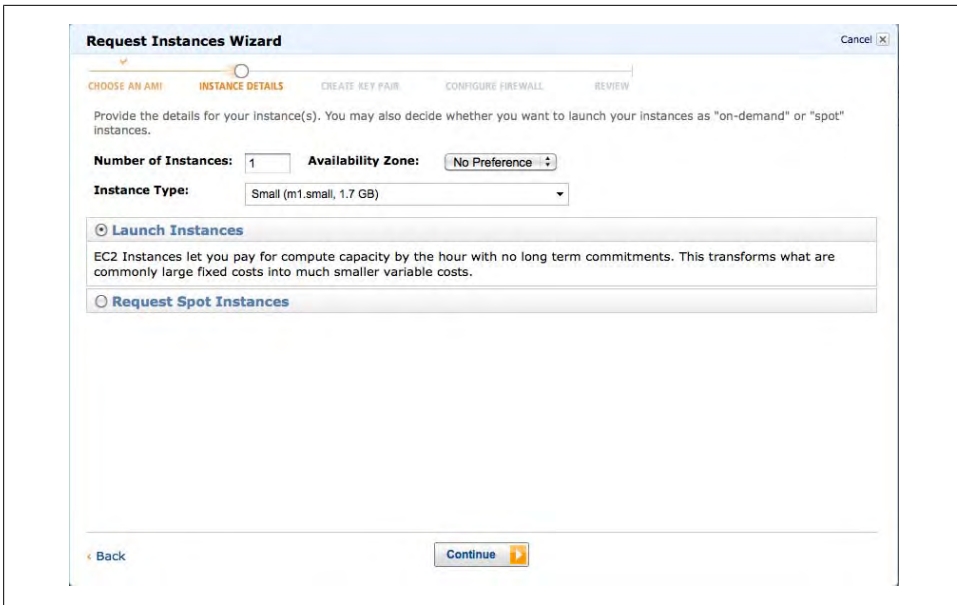 Request Instances Wizard
Cancel
CHOOSE AN AMI INSTANCE DETAILS CREATE KEY PAIR CONFIGURE FIREWALL REVIEW
Provide the details for your instance(s). You may also decide whether you want to launch your instances as "on-demand" or "spot"
instances.
Number of Instances: 1 Availability Zone: No Preference
Instance Type: Small (m1.small, 1.7 GB)
Launch Instances
EC2 Instances let you pay for compute capacity by the hour with no long term commitments. This transforms what are
commonly large fixed costs into much smaller variable costs.
Request Spot Instances
Back
Continue